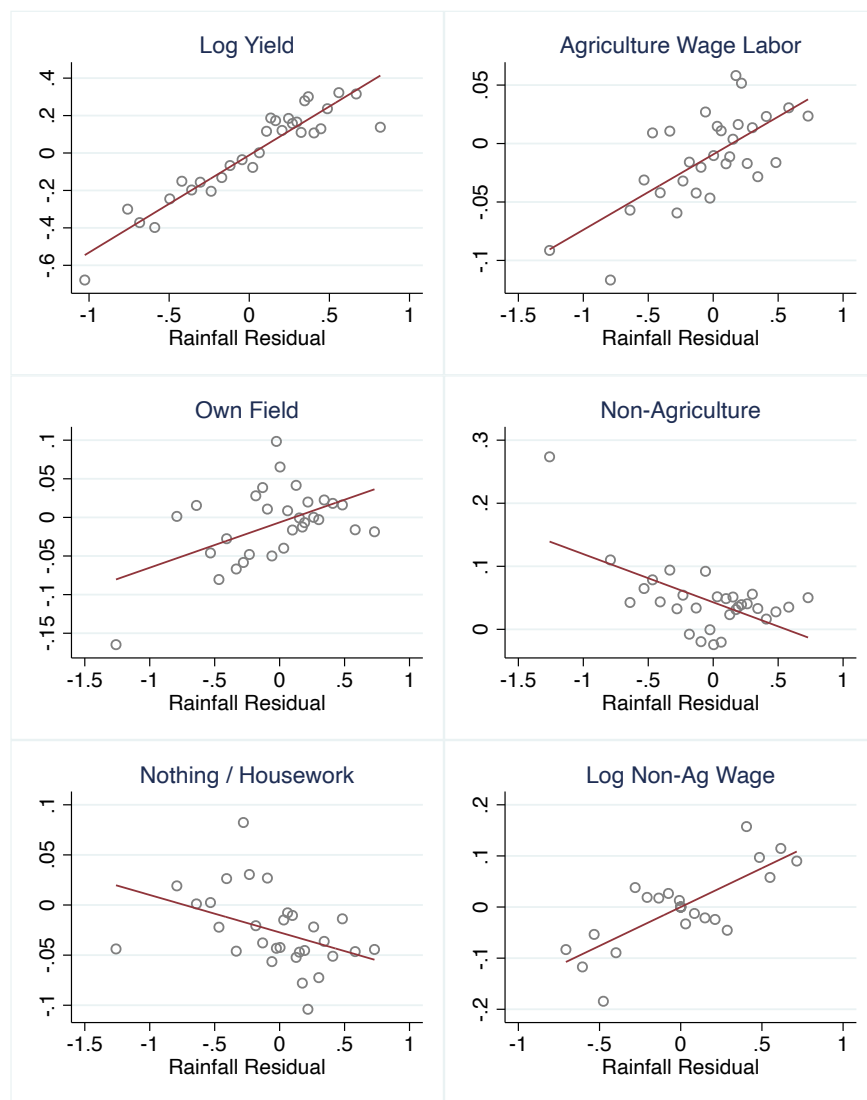 Log Yield
.4
.2
0
-.2
-.4
-.6
-1 -.5 0 .5 1
Rainfall Residual
Agriculture Wage Labor
.05
0
-.05
-.1
-1.5 -1 -.5 0 .5 1
Rainfall Residual
Own Field
.1
.05
0
-.05
-.1
-.15
-1.5 -1 -.5 0 .5 1
Rainfall Residual
Non-Agriculture
.3
.2
.1
0
-1.5 -1 -.5 0 .5 1
Rainfall Residual
Nothing / Housework
.1
.05
0
-.05
-.1
-1.5 -1 -.5 0 .5 1
Rainfall Residual
Log Non-Ag Wage
.2
.1
0
-.1
-.2
-1 -.5 0 .5 1
Rainfall Residual